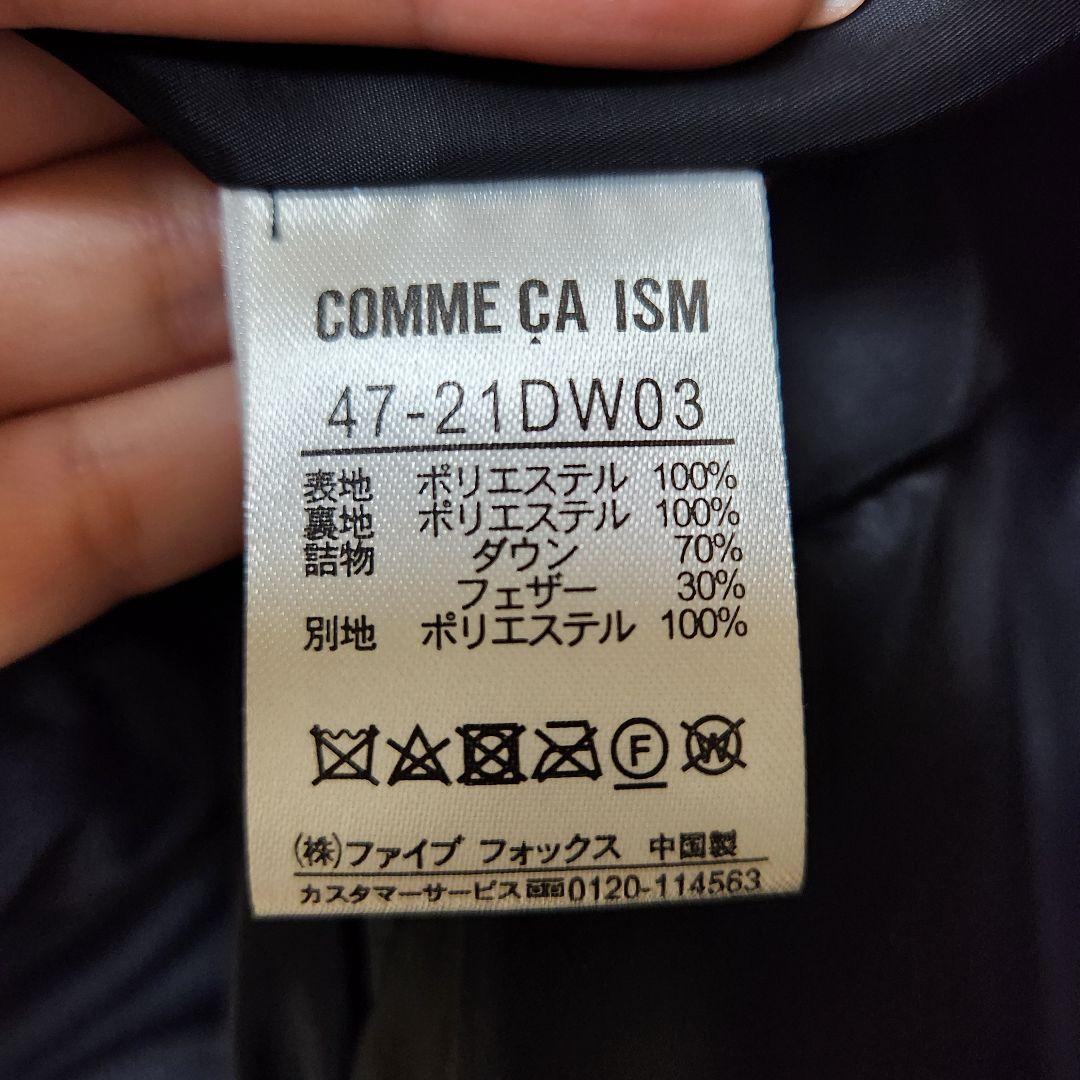 COMME ÇA ISM
47-21DW03
表地 ポリエステル 100%
裏地 ポリエステル 100%
詰物 ダウン 70%
フェザー 30%
別地 ポリエステル 100%
F
W
(株)ファイブ フォックス 中国製
カスタマーサービス 0120-114563